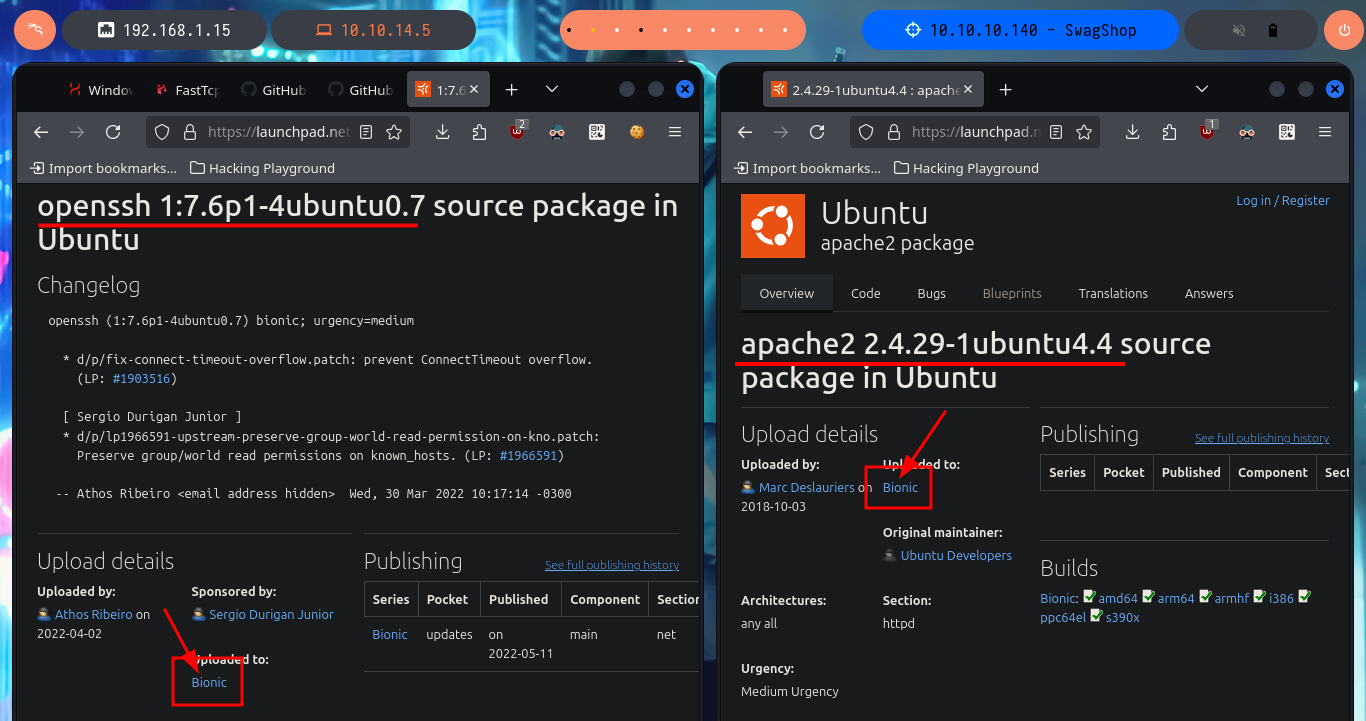 192.168.1.15
10.10.14.5
10.10.10.140 - SwagShop
Window
FastTcp
GitHub
GitHub
1:7.6
https://launchpad.net
2
Import bookmarks...
Hacking Playground
openssh 1:7.6p1-4ubuntu0.7 source package in
Ubuntu
Changelog
openssh (1:7.6p1-4ubuntu0.7) bionic; urgency=medium
* d/p/fix-connect-timeout-overflow.patch: prevent ConnectTimeout overflow.
(LP: #1903516)
[ Sergio Durigan Junior ]
* d/p/lp1966591-upstream-preserve-group-world-read-permission-on-kno.patch:
Preserve group/world read permissions on known_hosts. (LP: #1966591)
-- Athos Ribeiro <email address hidden>  Wed, 30 Mar 2022 10:17:14 -0300
Upload details
Uploaded by:
Athos Ribeiro on
2022-04-02
Sponsored by:
Sergio Durigan Junior
Uploaded to:
Bionic
Publishing
See full publishing history
Series Pocket Published Component Section
Bionic updates on
2022-05-11 main net
2.4.29-1ubuntu4.4 : apache
https://launchpad.n
1
Import bookmarks...
Hacking Playground
Ubuntu
apache2 package
Log in / Register
Overview Code Bugs Blueprints Translations Answers
apache2 2.4.29-1ubuntu4.4 source
package in Ubuntu
Upload details
Uploaded by:
Marc Deslauriers on
2018-10-03
Uploaded to:
Bionic
Original maintainer:
Ubuntu Developers
Architectures:
any all
Section:
httpd
Urgency:
Medium Urgency
Publishing
See full publishing history
Series Pocket Published Component Sect
Builds
Bionic: amd64 arm64 armhf i386
ppc64el s390x